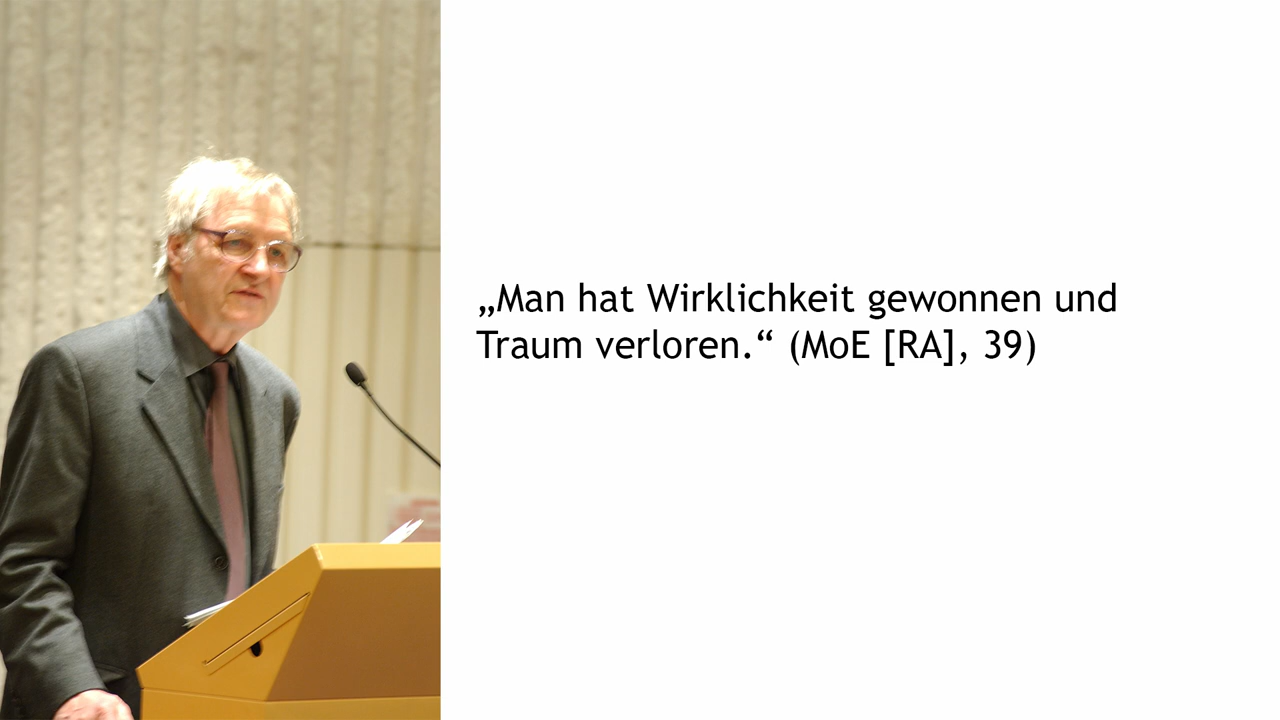 „Man hat Wirklichkeit gewonnen und
Traum verloren.“ (MoE [RA], 39)